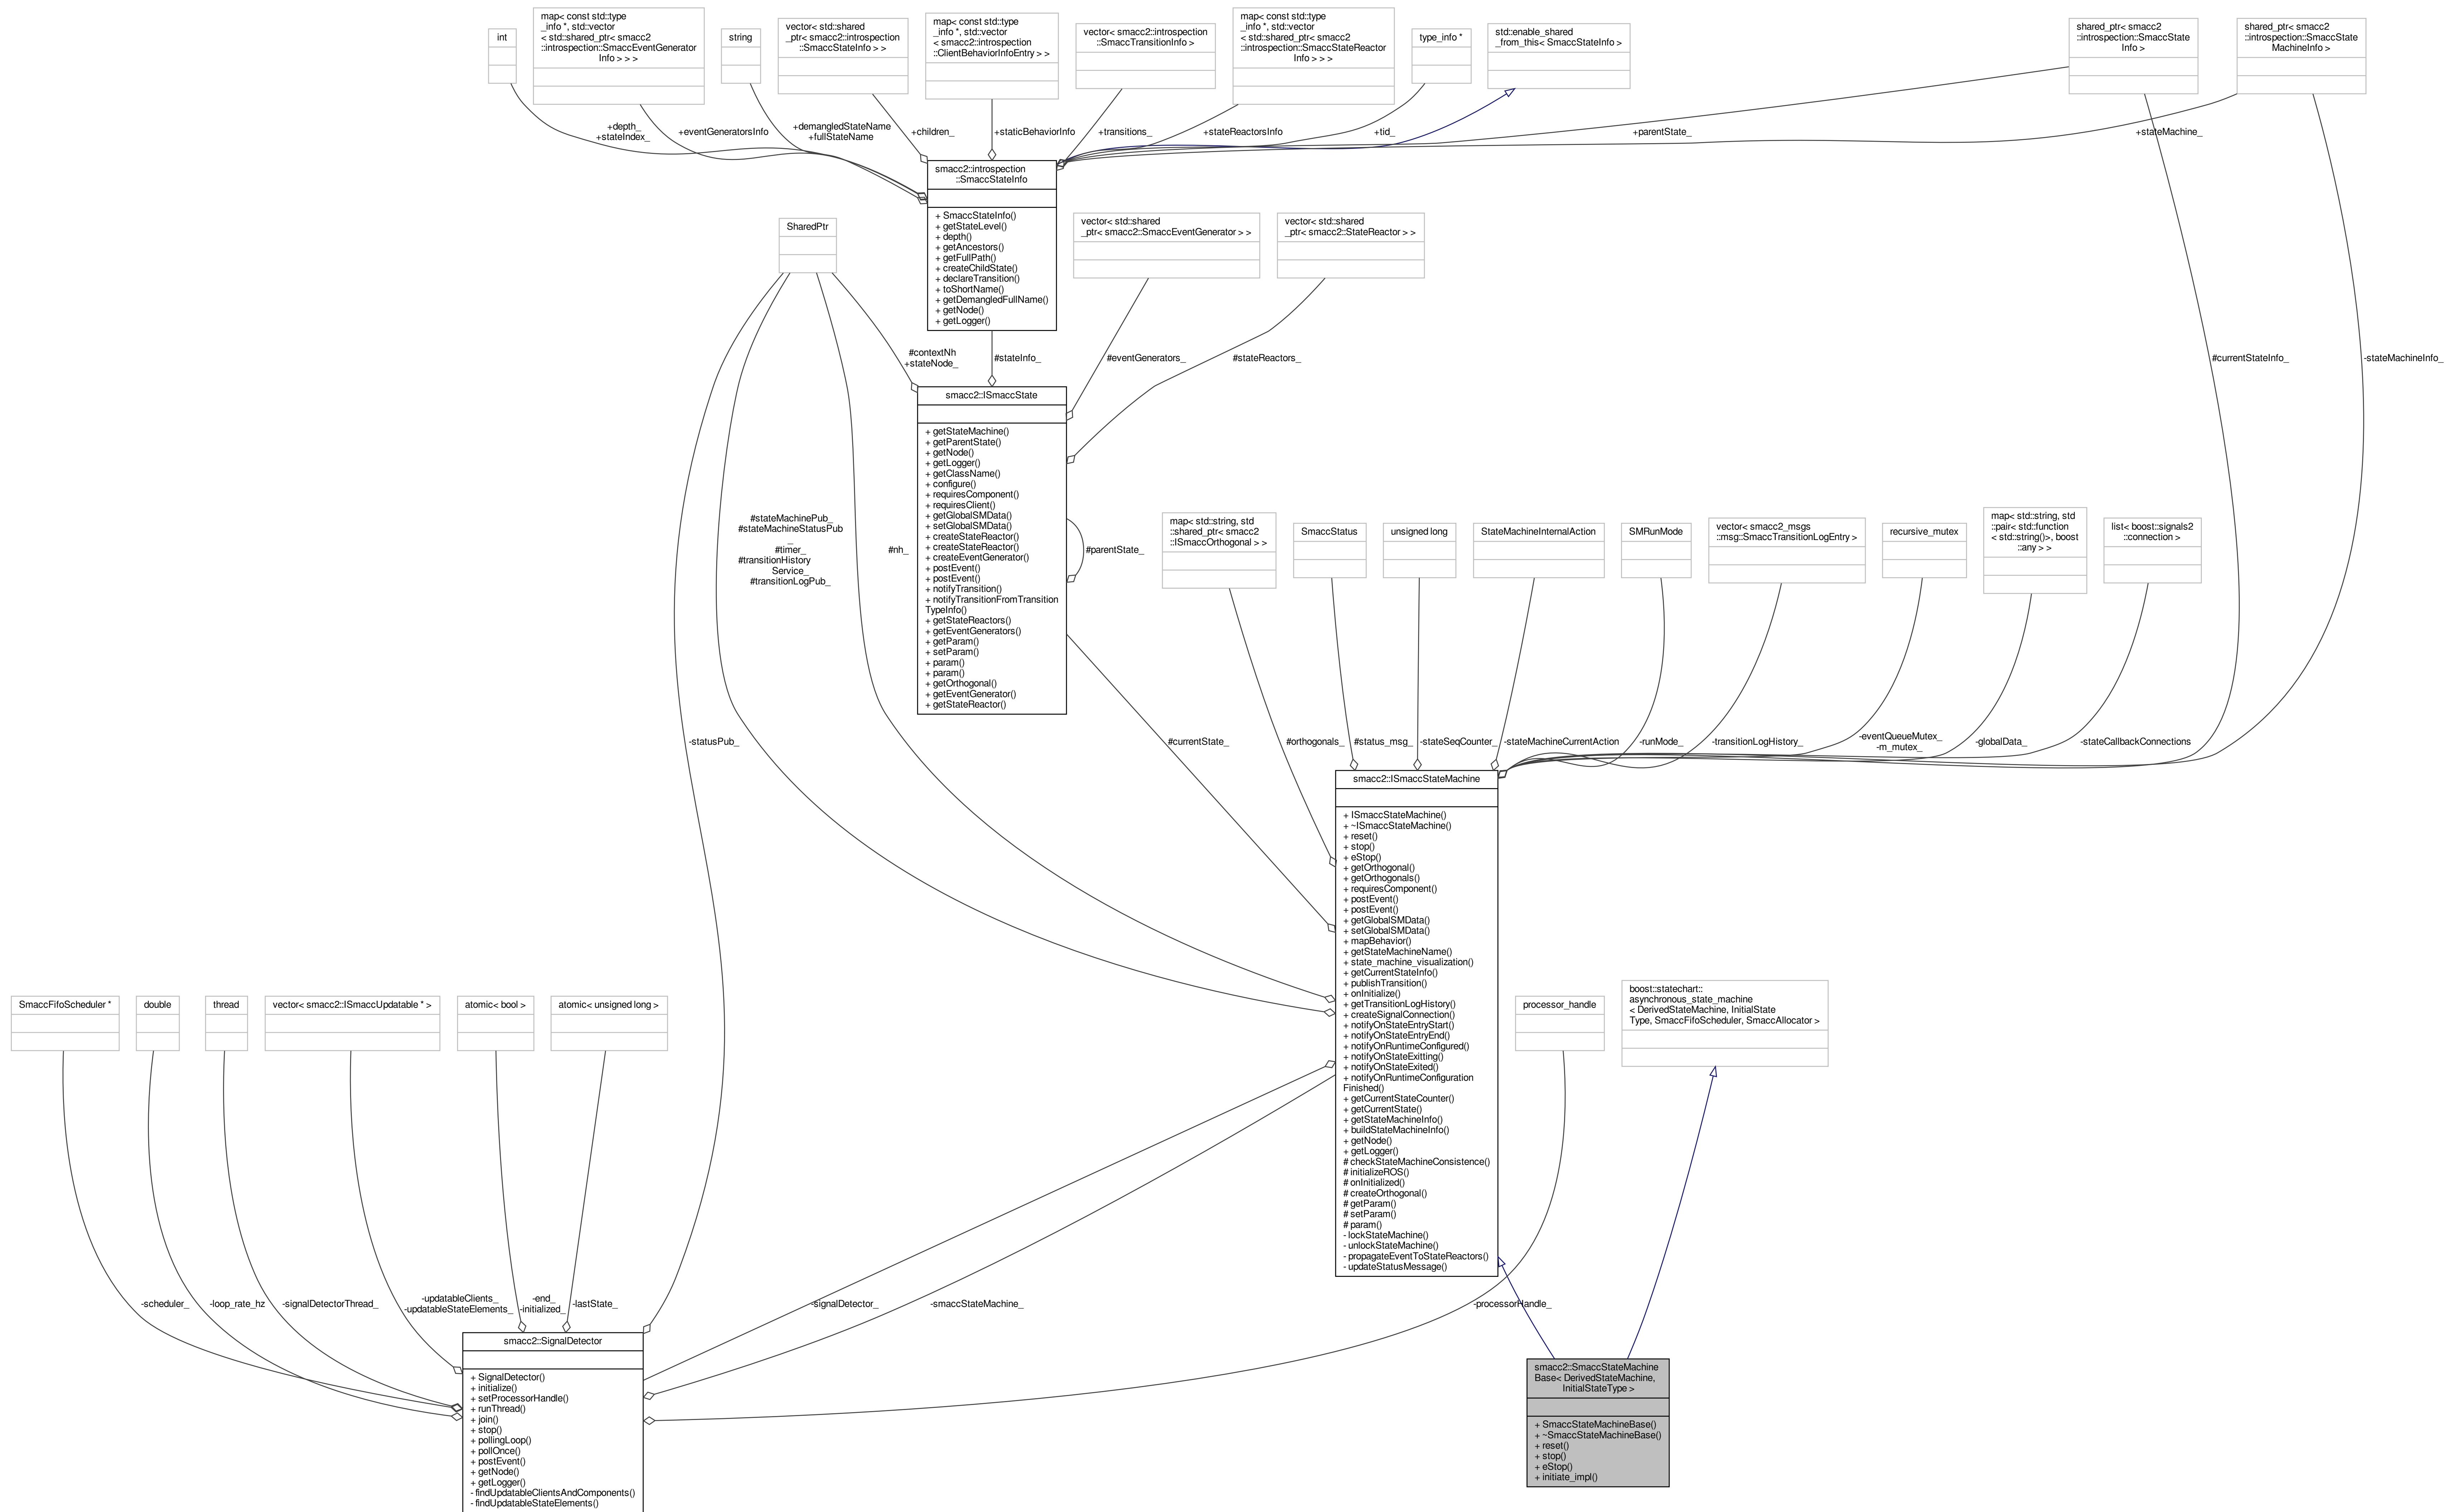 int
map< const std::type
_info *, std::vector
< std::shared_ptr< smacc2
::introspection::SmaccEventGenerator
Info > > >
string
vector< std::shared
_ptr< smacc2::introspection
::SmaccStateInfo > >
map< const std::type
_info *, std::vector
< smacc2::introspection
::ClientBehaviorInfoEntry > >
vector< smacc2::introspection
::SmaccTransitionInfo >
map< const std::type
_info *, std::vector
< std::shared_ptr< smacc2
::introspection::SmaccStateReactor
Info > > >
type_info *
std::enable_shared
_from_this< SmaccStateInfo >
shared_ptr< smacc2
::introspection::SmaccState
Info >
shared_ptr< smacc2
::introspection::SmaccState
MachineInfo >
+depth_
+stateIndex_
+eventGeneratorsInfo
+demangledStateName
+fullStateName
+children_
+staticBehaviorInfo
+transitions_
+stateReactorsInfo
+tid_
+parentState_
+stateMachine_
smacc2::introspection
::SmaccStateInfo
+ SmaccStateInfo()
+ getStateLevel()
+ depth()
+ getAncestors()
+ getFullPath()
+ createChildState()
+ declareTransition()
+ toShortName()
+ getDemangledFullName()
+ getNode()
+ getLogger()
SharedPtr
vector< std::shared
_ptr< smacc2::SmaccEventGenerator > >
vector< std::shared
_ptr< smacc2::StateReactor > >
#contextNh
+stateNode_
#stateInfo_
#eventGenerators_
#stateReactors_
#currentStateInfo_
-stateMachineInfo_
smacc2::ISmaccState
+ getStateMachine()
+ getParentState()
+ getNode()
+ getLogger()
+ getClassName()
+ configure()
+ requiresComponent()
+ requiresClient()
+ getGlobalSMData()
+ setGlobalSMData()
+ createStateReactor()
+ createStateReactor()
+ createEventGenerator()
+ postEvent()
+ postEvent()
+ notifyTransition()
+ notifyTransitionFromTransition
TypeInfo()
+ getStateReactors()
+ getEventGenerators()
+ getParam()
+ setParam()
+ param()
+ param()
+ getOrthogonal()
+ getEventGenerator()
+ getStateReactor()
#stateMachinePub_
#stateMachineStatusPub
_
#timer_
#transitionHistory
Service_
#transitionLogPub_
#nh_
#parentState_
map< std::string, std
::shared_ptr< smacc2
::ISmaccOrthogonal > >
SmaccStatus
unsigned long
StateMachineInternalAction
SMRunMode
vector< smacc2_msgs
::msg::SmaccTransitionLogEntry >
recursive_mutex
map< std::string, std
::pair< std::function
< std::string()>, boost
::any > >
list< boost::signals2
::connection >
-statusPub_
#currentState_
#orthogonals_
#status_msg_
-stateSeqCounter_
-stateMachineCurrentAction
-runMode_
-transitionLogHistory_
-eventQueueMutex_
-m_mutex_
-globalData_
-stateCallbackConnections
smacc2::ISmaccStateMachine
+ ISmaccStateMachine()
+ ~ISmaccStateMachine()
+ reset()
+ stop()
+ eStop()
+ getOrthogonal()
+ getOrthogonals()
+ requiresComponent()
+ postEvent()
+ postEvent()
+ getGlobalSMData()
+ setGlobalSMData()
+ mapBehavior()
+ getStateMachineName()
+ state_machine_visualization()
+ getCurrentStateInfo()
+ publishTransition()
+ onInitialize()
+ getTransitionLogHistory()
+ createSignalConnection()
+ notifyOnStateEntryStart()
+ notifyOnStateEntryEnd()
+ notifyOnRuntimeConfigured()
+ notifyOnStateExitting()
+ notifyOnStateExited()
+ notifyOnRuntimeConfiguration
Finished()
+ getCurrentStateCounter()
+ getCurrentState()
+ getStateMachineInfo()
+ buildStateMachineInfo()
+ getNode()
+ getLogger()
# checkStateMachineConsistence()
# initializeROS()
# onInitialized()
# createOrthogonal()
# getParam()
# setParam()
# param()
- lockStateMachine()
- unlockStateMachine()
- propagateEventToStateReactors()
- updateStatusMessage()
SmaccFifoScheduler *
double
thread
vector< smacc2::ISmaccUpdatable * >
atomic< bool >
atomic< unsigned long >
processor_handle
boost::statechart::
asynchronous_state_machine
< DerivedStateMachine, InitialState
Type, SmaccFifoScheduler, SmaccAllocator >
-scheduler_
-loop_rate_hz
-signalDetectorThread_
-updatableClients_
-updatableStateElements_
-end_
-initialized_
-lastState_
-signalDetector_
-smaccStateMachine_
-processorHandle_
smacc2::SignalDetector
+ SignalDetector()
+ initialize()
+ setProcessorHandle()
+ runThread()
+ join()
+ stop()
+ pollingLoop()
+ pollOnce()
+ postEvent()
+ getNode()
+ getLogger()
- findUpdatableClientsAndComponents()
- findUpdatableStateElements()
smacc2::SmaccStateMachine
Base< DerivedStateMachine,
InitialStateType >
+ SmaccStateMachineBase()
+ ~SmaccStateMachineBase()
+ reset()
+ stop()
+ eStop()
+ initiate_impl()